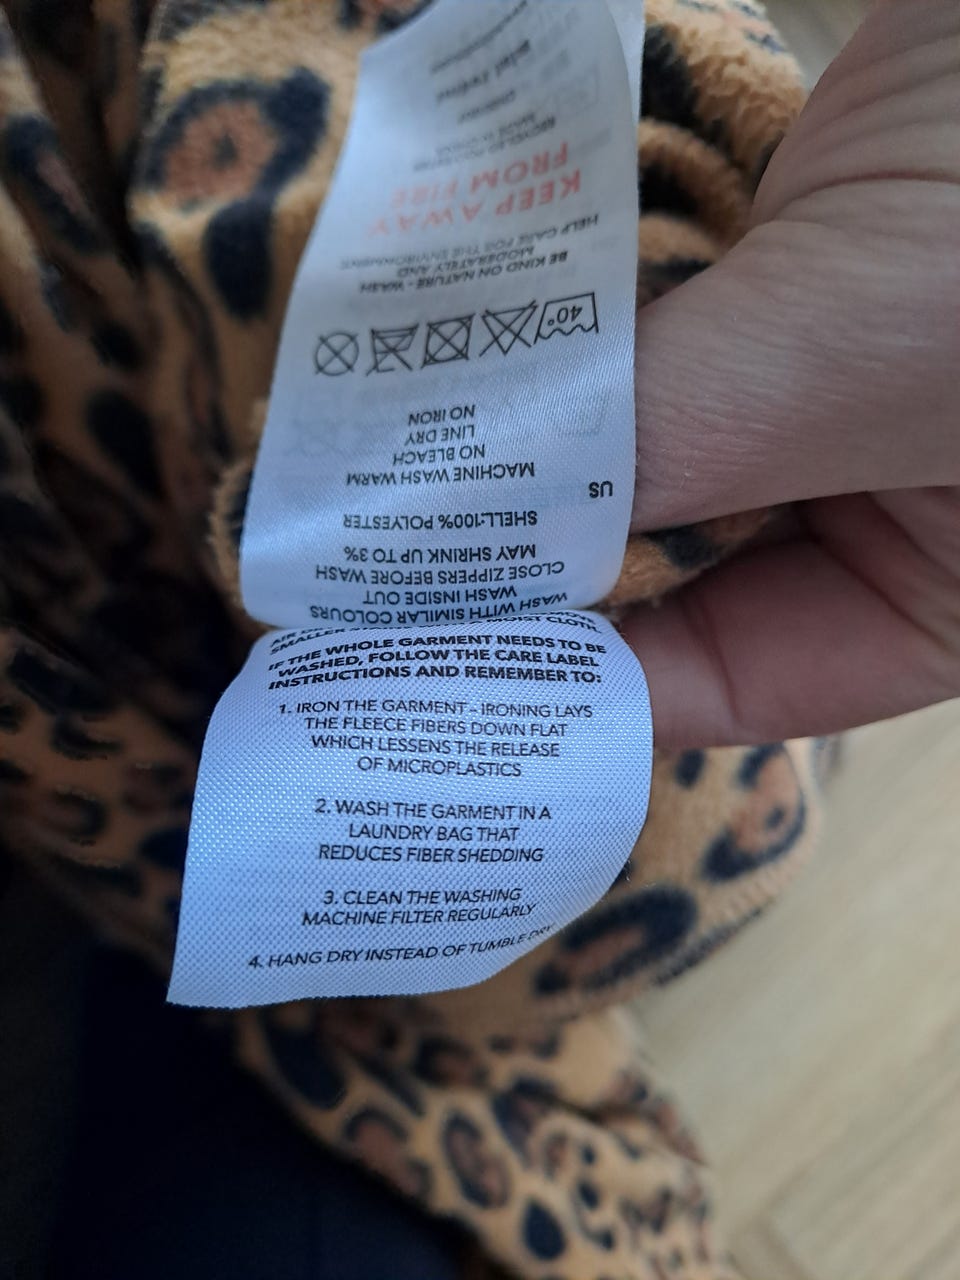 WASH WITH SIMILAR COLOURS
WASH INSIDE OUT
CLOSE ZIPPERS BEFORE WASH
MAY SHRINK UP TO 3%
SHELL:100% POLYESTER
US
MACHINE WASH WARM
NO BLEACH
LINE DRY
NO IRON
40°
BE KIND ON NATURE - WASH
MODERATELY AND
HELP CARE FOR THE ENVIRONMENT
KEEP AWAY
FROM FIRE
AIR
SMALLER MOIST CLOTH.
IF THE WHOLE GARMENT NEEDS TO BE
WASHED, FOLLOW THE CARE LABEL
INSTRUCTIONS AND REMEMBER TO:
1. IRON THE GARMENT – IRONING LAYS
THE FLEECE FIBERS DOWN FLAT
WHICH LESSENS THE RELEASE
OF MICROPLASTICS
2. WASH THE GARMENT IN A
LAUNDRY BAG THAT
REDUCES FIBER SHEDDING
3. CLEAN THE WASHING
MACHINE FILTER REGULARLY
4. HANG DRY INSTEAD OF TUMBLE DRY